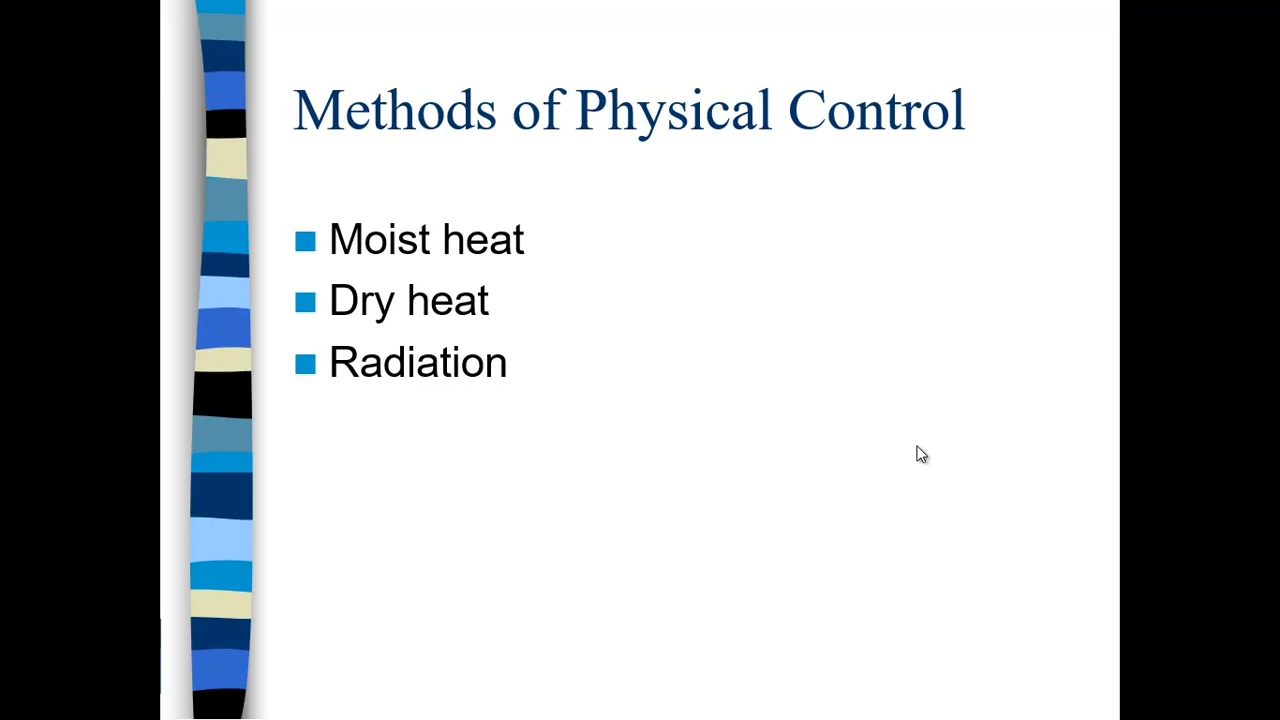 Methods of Physical Control
Moist heat
Dry heat
Radiation